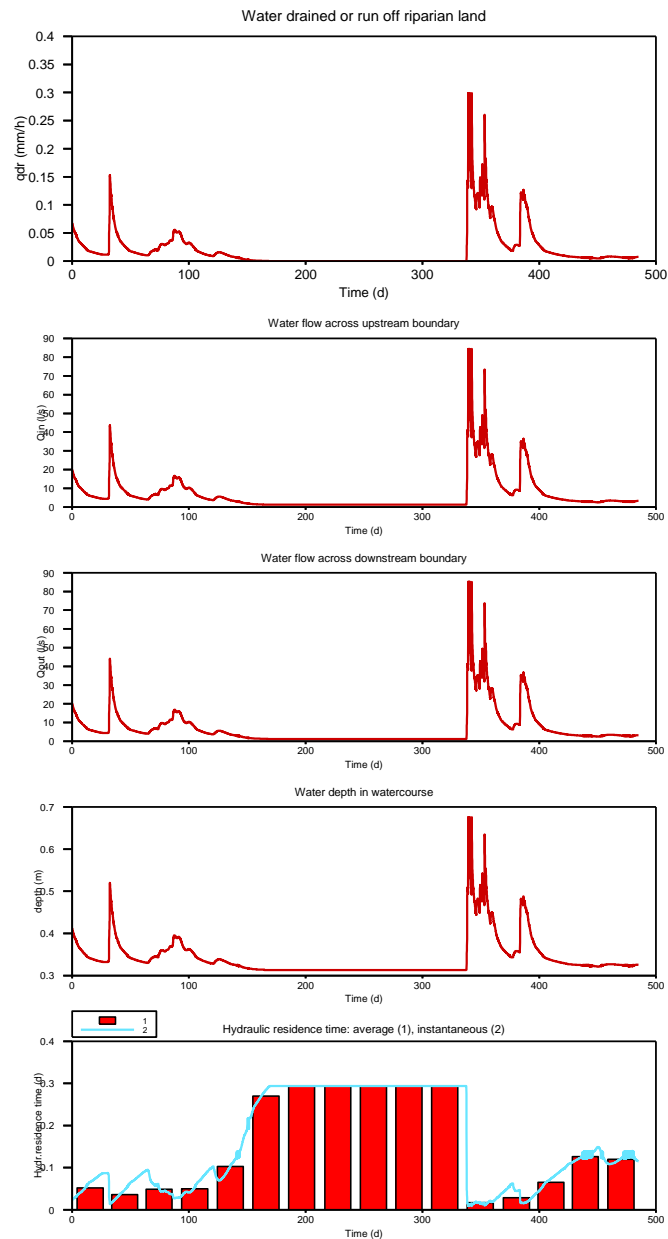 Water drained or run off riparian land
0.4
0.35
0.3
0.25
0.2
0.15
0.1
0.05
0
qdr (mm/h)
0 100 200 300 400 500
Time (d)
Water flow across upstream boundary
90
80
70
60
50
40
30
20
10
0
Qin (l/s)
0 100 200 300 400 500
Time (d)
Water flow across downstream boundary
90
80
70
60
50
40
30
20
10
0
Qout (l/s)
0 100 200 300 400 500
Time (d)
Water depth in watercourse
0.7
0.6
0.5
0.4
0.3
depth (m)
0 100 200 300 400 500
Time (d)
1
2
Hydraulic residence time: average (1), instantaneous (2)
0.4
0.3
0.2
0.1
0
Hydr.residence time (d)
0 100 200 300 400 500
Time (d)